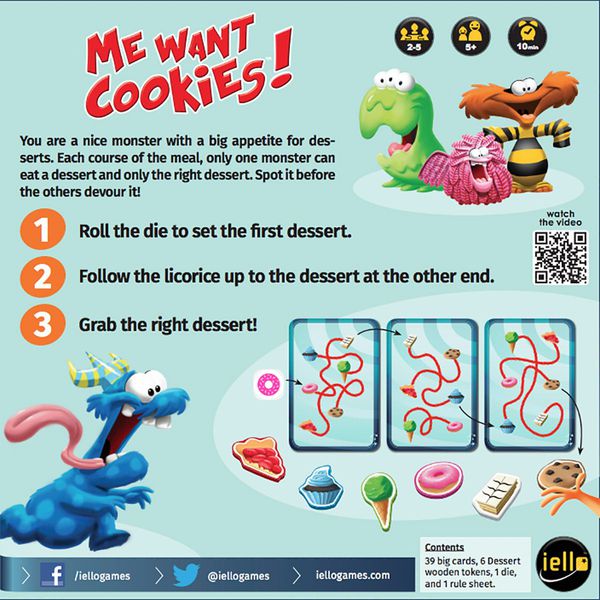 ME WANT
COOKIES!
2-5
5+
10min
You are a nice monster with a big appetite for des-
serts. Each course of the meal, only one monster can
eat a dessert and only the right dessert. Spot it before
the others devour it!
watch
the video
1 Roll the die to set the first dessert.
2 Follow the licorice up to the dessert at the other end.
3 Grab the right dessert!
/iellogames
@iellogames
iellogames.com
Contents
39 big cards, 6 Dessert
wooden tokens, 1 die,
and 1 rule sheet.
iello